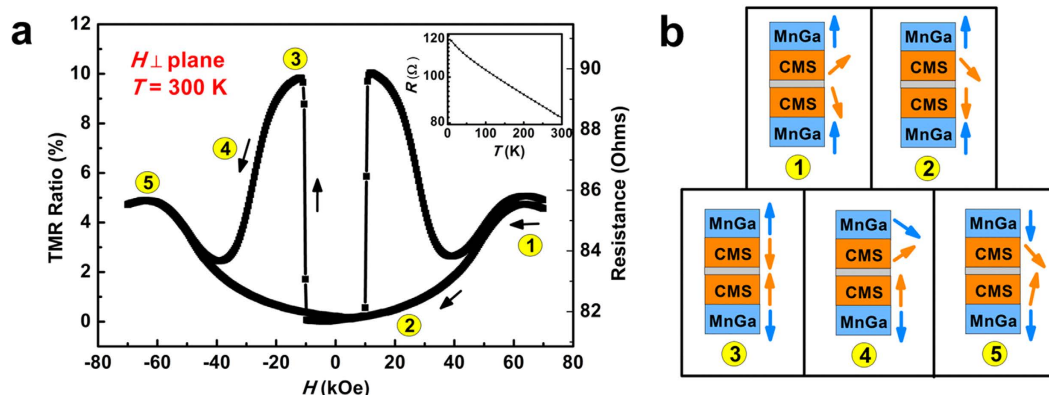 a
H ⊥ plane
T = 300 K
TMR Ratio (%)
12
10
8
6
4
2
0
-80 -60 -40 -20 0 20 40 60 80
H (kOe)
Resistance (Ohms)
90
88
86
84
82
R (Ω)
120
100
80
0 100 200 300
T (K)
1
2
3
4
5
b
MnGa
CMS
CMS
MnGa
1
MnGa
CMS
CMS
MnGa
2
MnGa
CMS
CMS
MnGa
3
MnGa
CMS
CMS
MnGa
4
MnGa
CMS
CMS
MnGa
5